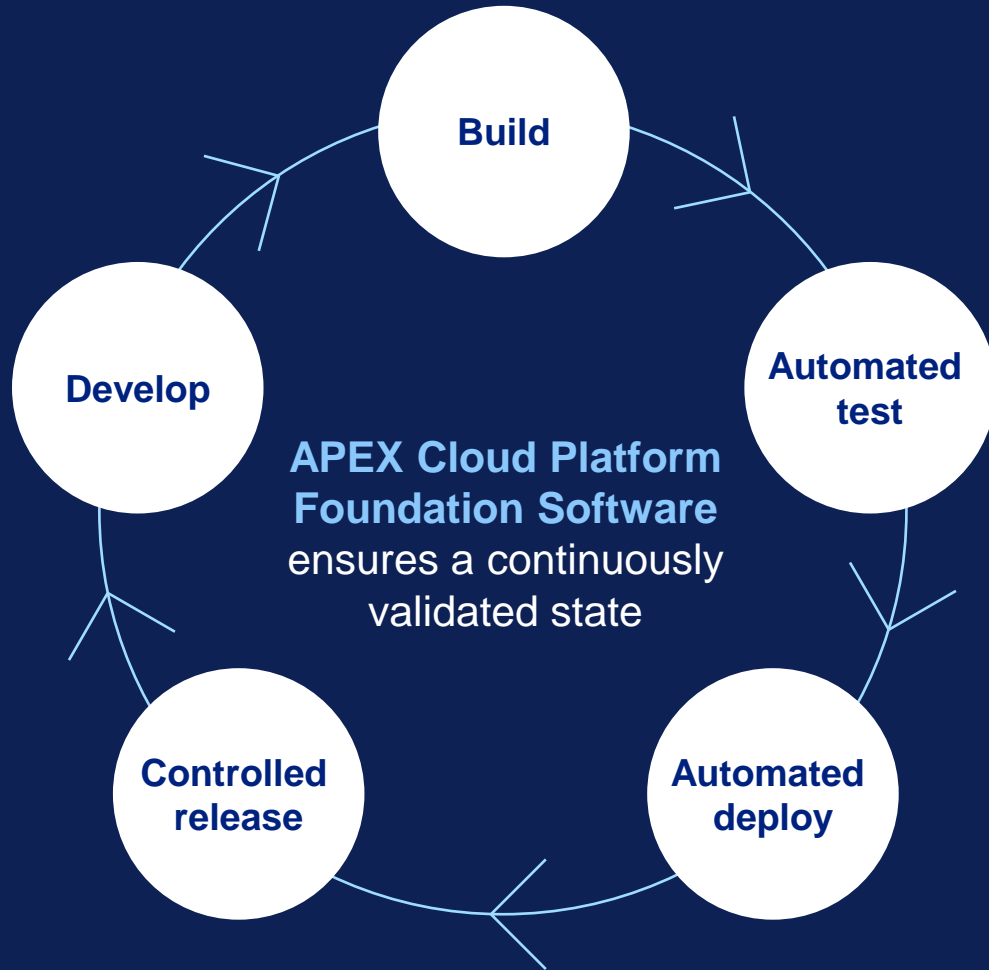 Build
Automated
test
Develop
APEX Cloud Platform
Foundation Software
ensures a continuously
validated state
Controlled
release
Automated
deploy